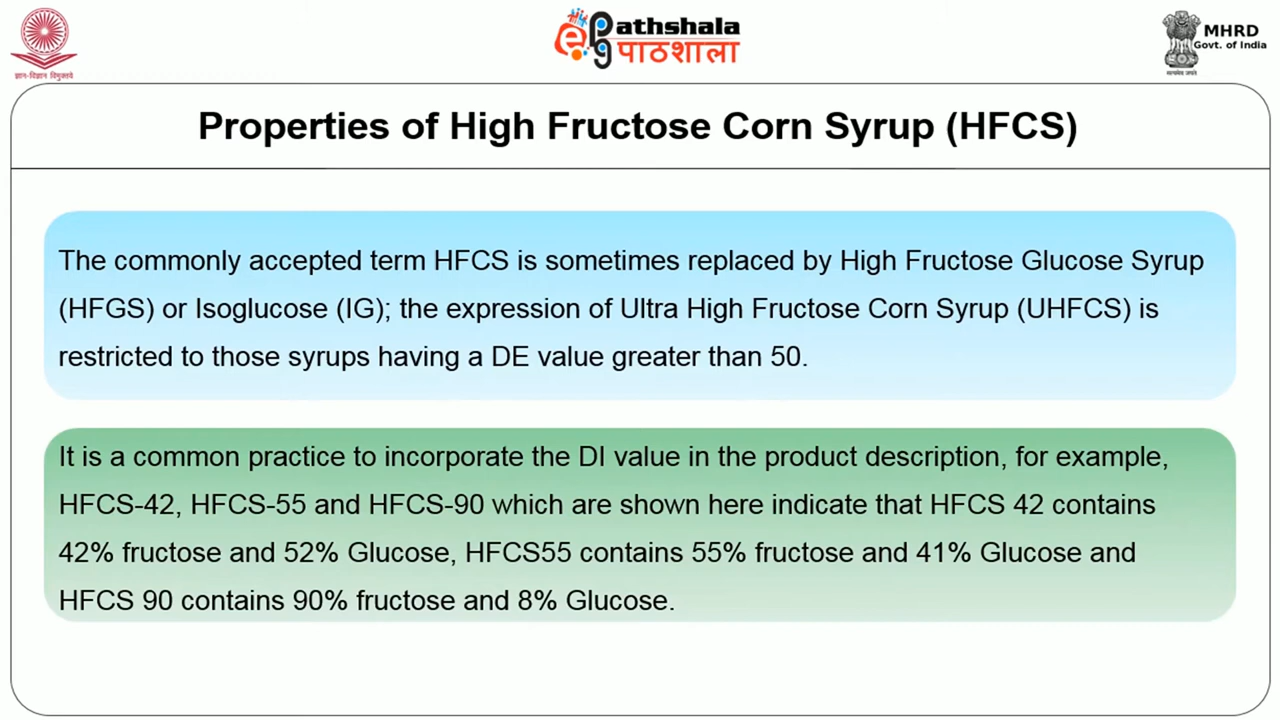 ज्ञान-विज्ञान विमुक्तये
ePathshala
पाठशाला
MHRD
Govt. of India
सत्यमेव जयते
Properties of High Fructose Corn Syrup (HFCS)
The commonly accepted term HFCS is sometimes replaced by High Fructose Glucose Syrup
(HFGS) or Isoglucose (IG); the expression of Ultra High Fructose Corn Syrup (UHFCS) is
restricted to those syrups having a DE value greater than 50.
It is a common practice to incorporate the DI value in the product description, for example,
HFCS-42, HFCS-55 and HFCS-90 which are shown here indicate that HFCS 42 contains
42% fructose and 52% Glucose, HFCS55 contains 55% fructose and 41% Glucose and
HFCS 90 contains 90% fructose and 8% Glucose.